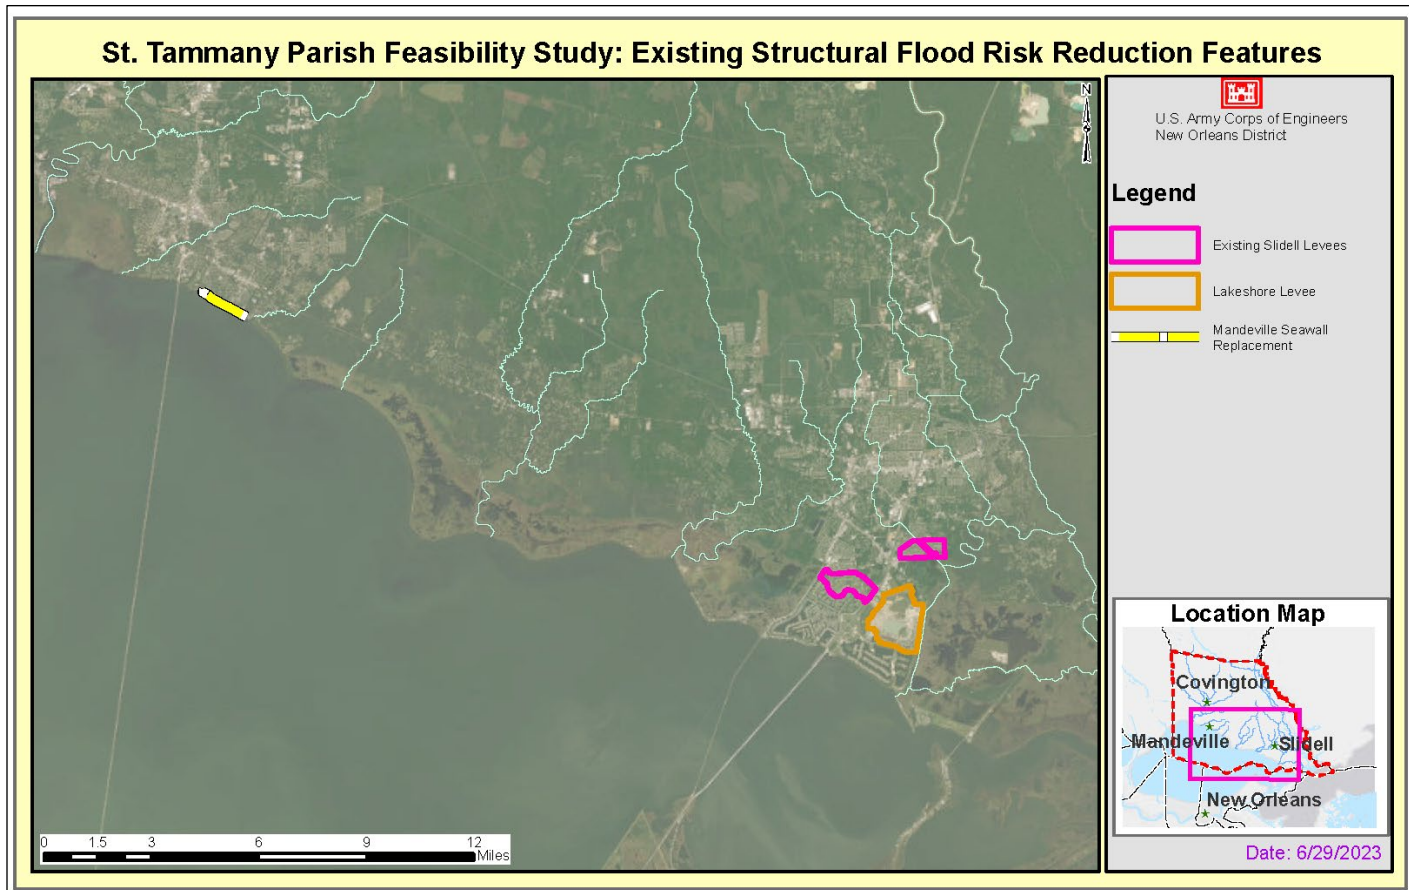 St. Tammany Parish Feasibility Study: Existing Structural Flood Risk Reduction Features
N
U.S. Army Corps of Engineers
New Orleans District
Legend
Existing Slidell Levees
Lakeshore Levee
Mandeville Seawall
Replacement
Location Map
Covington
Mandeville
Slidell
New Orleans
0 1.5 3 6 9 12
Miles
Date: 6/29/2023